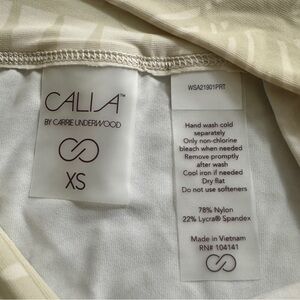 CALIA™
BY CARRIE UNDERWOOD
XS
WSA21901PRT
Hand wash cold
separately
Only non-chlorine
bleach when needed
Remove promptly
after wash
Cool iron if needed
Dry flat
Do not use softeners
78% Nylon
22% Lycra® Spandex
Made in Vietnam
RN# 104141